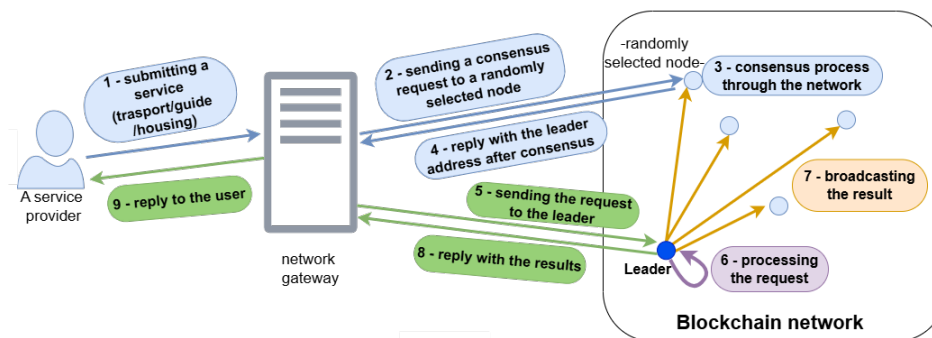 1 - submitting a
service
(trasport/guide
/housing)
A service
provider
9 - reply to the user
network
gateway
2 - sending a consensus
request to a randomly
selected node
4 - reply with the leader
address after consensus
5 - sending the request
to the leader
8 - reply with the results
-randomly
selected node-
3 - consensus process
through the network
7 - broadcasting
the result
6 - processing
the request
Leader
Blockchain network